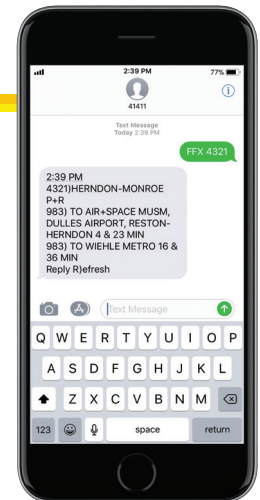 2:39 PM
77%
41411
Text Message
Today 2:39 PM
FFX 4321
2:39 PM
4321)HERNDON-MONROE
P+R
983) TO AIR+SPACE MUSM,
DULLES AIRPORT, RESTON-
HERNDON 4 & 23 MIN
983) TO WIEHLE METRO 16 &
36 MIN
Reply R)efresh
Text Message
Q W E R T Y U I O P
A S D F G H J K L
Z X C V B N M
123 space return